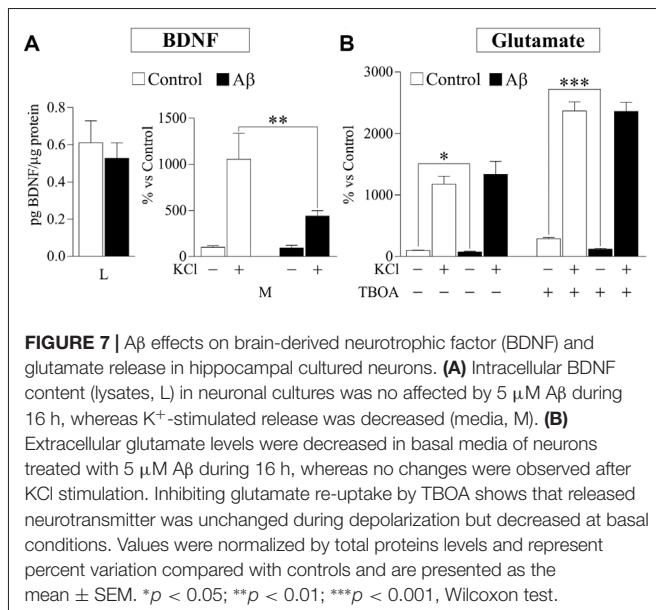 A BDNF B Glutamate
Control Aβ Control Aβ
pg BDNF/μg protein
0.8
0.6
0.4
0.2
0.0
L
% vs Control
1500
1000
500
0
**
KCl − + − +
M
% vs Control
3000
2000
1000
0
*
***
KCl − + − + − + − +
TBOA − − − − + + + +
FIGURE 7 | Aβ effects on brain-derived neurotrophic factor (BDNF) and
glutamate release in hippocampal cultured neurons. (A) Intracellular BDNF
content (lysates, L) in neuronal cultures was no affected by 5 μM Aβ during
16 h, whereas K+-stimulated release was decreased (media, M). (B)
Extracellular glutamate levels were decreased in basal media of neurons
treated with 5 μM Aβ during 16 h, whereas no changes were observed after
KCl stimulation. Inhibiting glutamate re-uptake by TBOA shows that released
neurotransmitter was unchanged during depolarization but decreased at basal
conditions. Values were normalized by total proteins levels and represent
percent variation compared with controls and are presented as the
mean ± SEM. *p < 0.05; **p < 0.01; ***p < 0.001, Wilcoxon test.